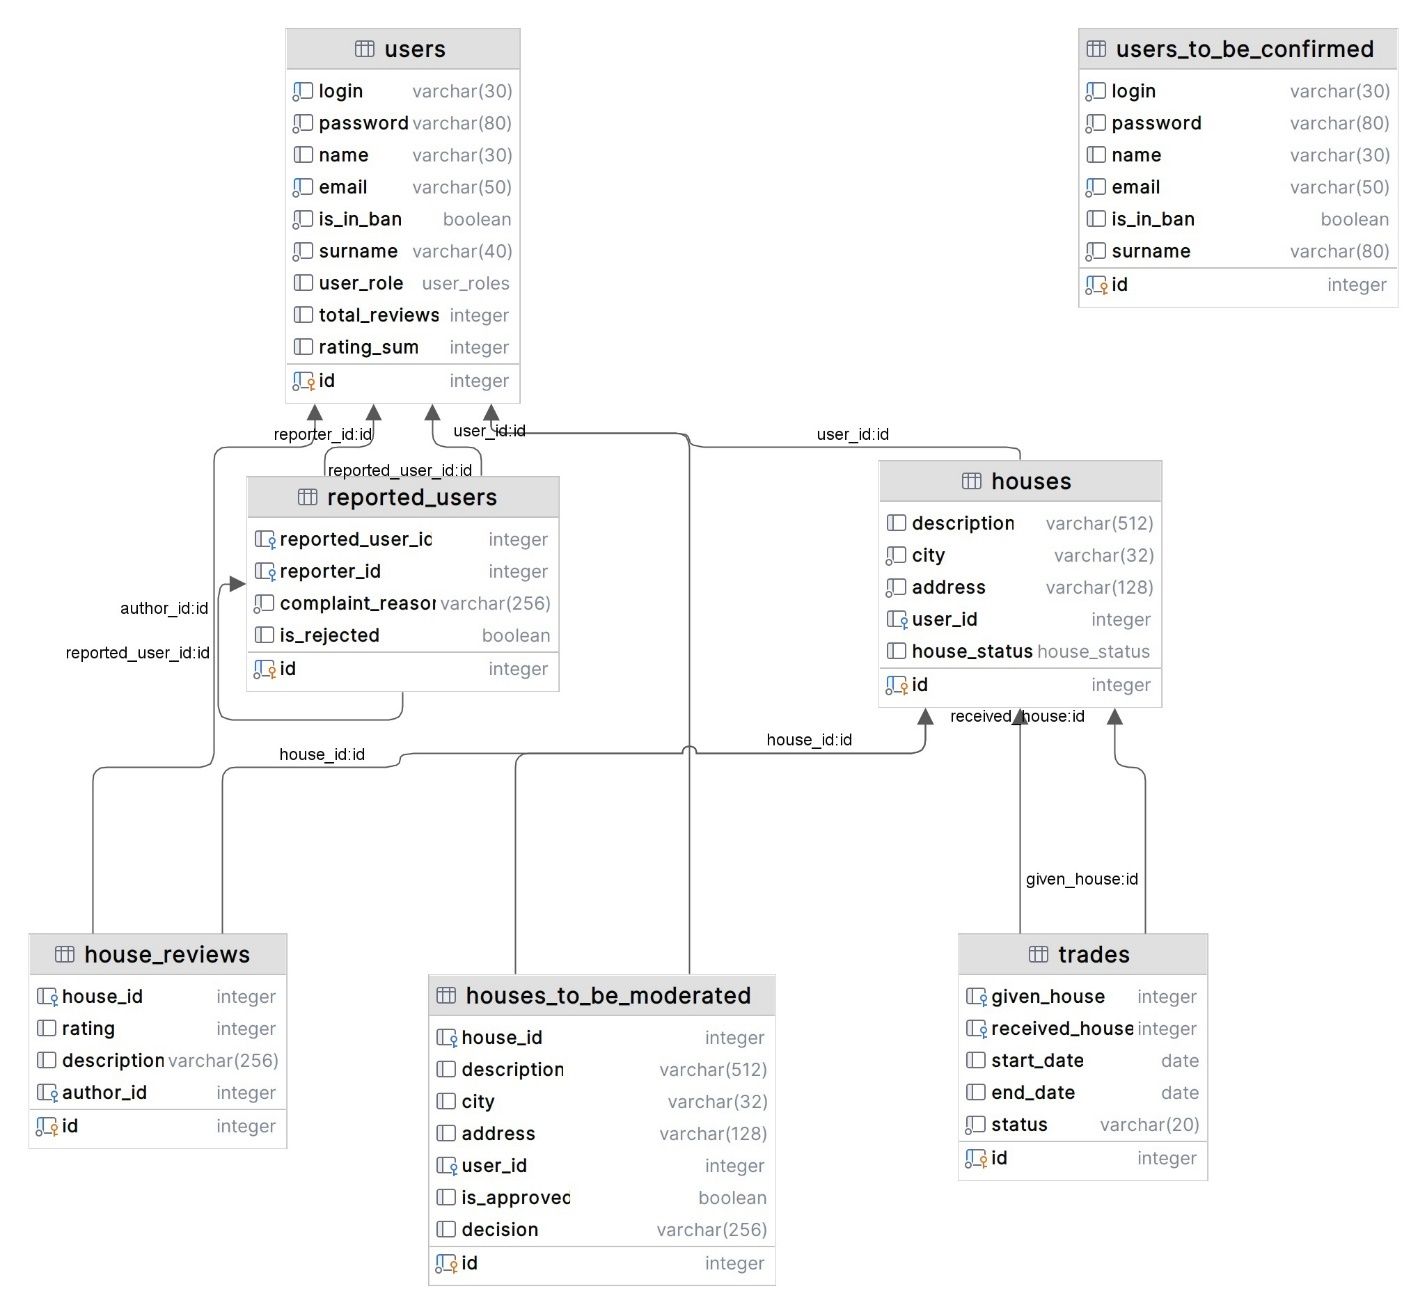 users
login varchar(30)
password varchar(80)
name varchar(30)
email varchar(50)
is_in_ban boolean
surname varchar(40)
user_role user_roles
total_reviews integer
rating_sum integer
id integer
users_to_be_confirmed
login varchar(30)
password varchar(80)
name varchar(30)
email varchar(50)
is_in_ban boolean
surname varchar(80)
id integer
reporter_id:id
user_id:id
user_id:id
reported_user_id:id
reported_users
reported_user_id integer
reporter_id integer
complaint_reasor varchar(256)
is_rejected boolean
id integer
houses
description varchar(512)
city varchar(32)
address varchar(128)
user_id integer
house_status house_status
id integer
author_id:id
reported_user_id:id
received_house:id
house_id:id
house_id:id
given_house:id
house_reviews
house_id integer
rating integer
description varchar(256)
author_id integer
id integer
houses_to_be_moderated
house_id integer
description varchar(512)
city varchar(32)
address varchar(128)
user_id integer
is_approved boolean
decision varchar(256)
id integer
trades
given_house integer
received_house integer
start_date date
end_date date
status varchar(20)
id integer